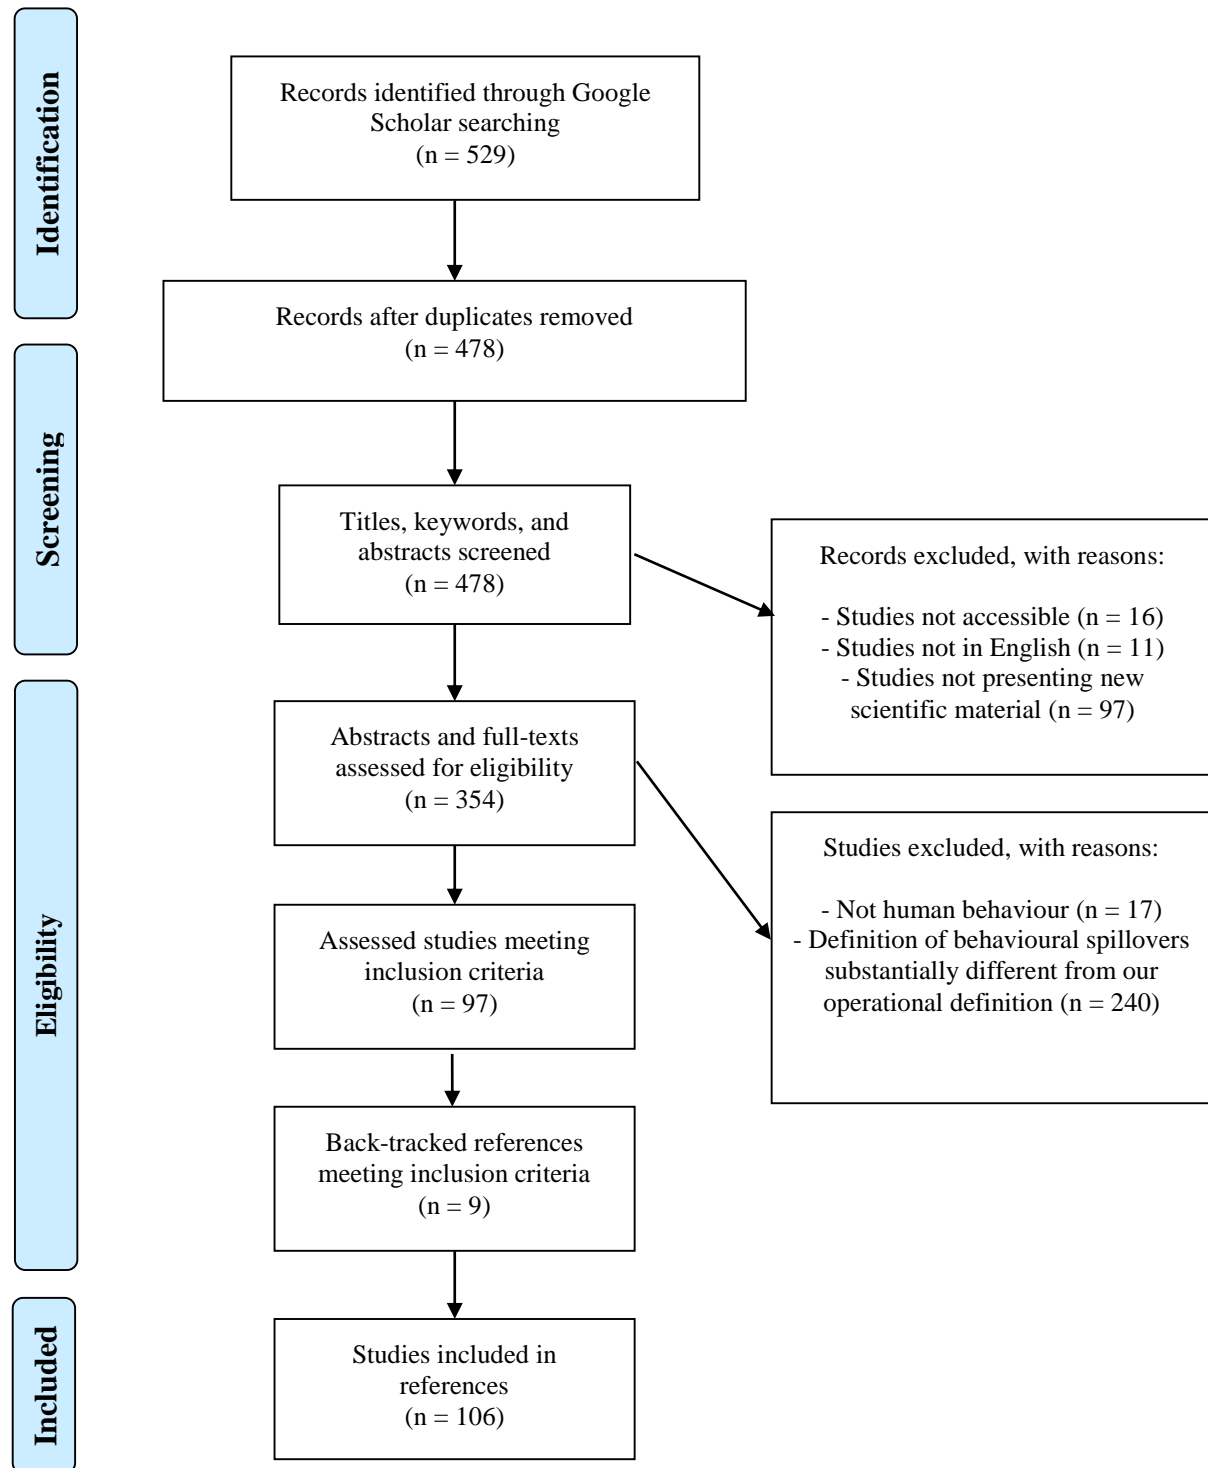 Identification
Records identified through Google
Scholar searching
(n = 529)
Records after duplicates removed
(n = 478)
Screening
Titles, keywords, and
abstracts screened
(n = 478)
Records excluded, with reasons:
- Studies not accessible (n = 16)
- Studies not in English (n = 11)
- Studies not presenting new
scientific material (n = 97)
Eligibility
Abstracts and full-texts
assessed for eligibility
(n = 354)
Studies excluded, with reasons:
- Not human behaviour (n = 17)
- Definition of behavioural spillovers
substantially different from our
operational definition (n = 240)
Assessed studies meeting
inclusion criteria
(n = 97)
Back-tracked references
meeting inclusion criteria
(n = 9)
Included
Studies included in
references
(n = 106)